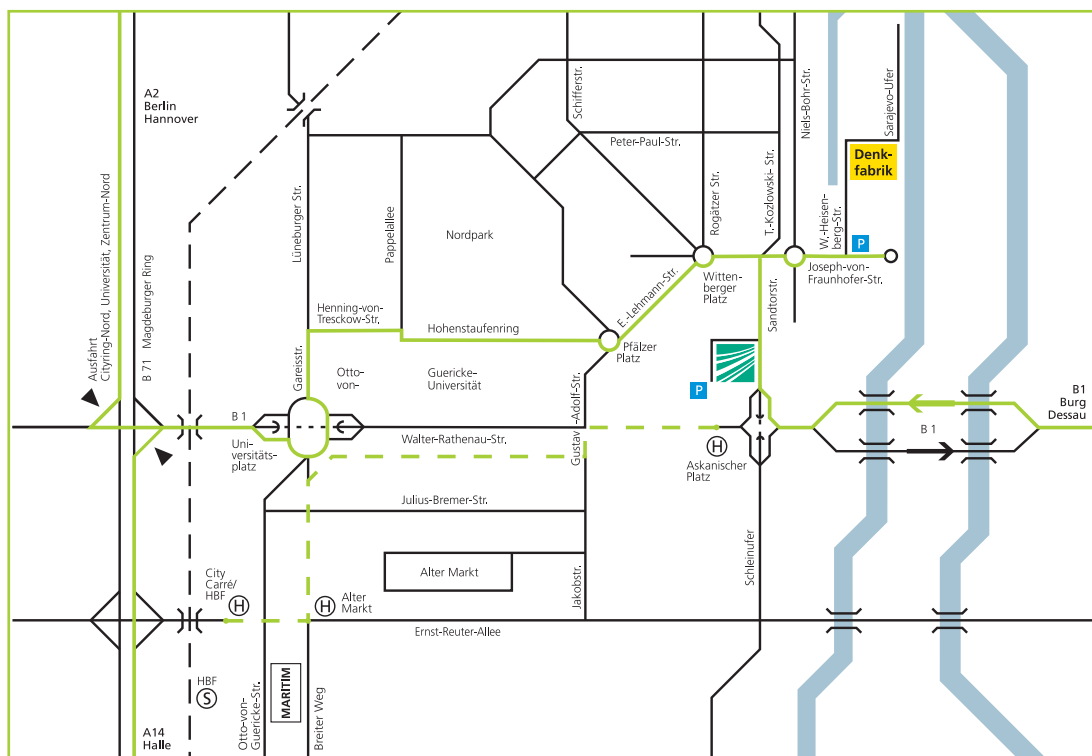 A2
Berlin
Hannover
Ausfahrt
Cityring-Nord, Universität, Zentrum-Nord
B 71 Magdeburger Ring
Lüneburger Str.
Pappelallee
Nordpark
Schifferstr.
Peter-Paul-Str.
Rogätzer Str.
T.-Kozlowski- Str.
Niels-Bohr-Str.
Sarajevo-Ufer
Denk-
fabrik
W.-Heisen-
berg-Str.
P
Joseph-von-
Fraunhofer-Str.
Witten-
berger
Platz
Sandtorstr.
E.-Lehmann-Str.
Henning-von-
Tresckow-Str.
Hohenstaufenring
Pfälzer
Platz
Gareisstr.
Otto-
von-
Guericke-
Universität
P
B1
Burg
Dessau
B 1
B 1
Uni-
versitäts-
platz
Walter-Rathenau-Str.
Gustav -Adolf-Str.
H
Askanischer
Platz
Julius-Bremer-Str.
Alter Markt
Jakobstr.
Schleinufer
City
Carré/
HBF
H
H
Alter
Markt
Ernst-Reuter-Allee
HBF
S
Otto-von-
Guericke-Str.
MARITIM
Breiter Weg
A14
Halle